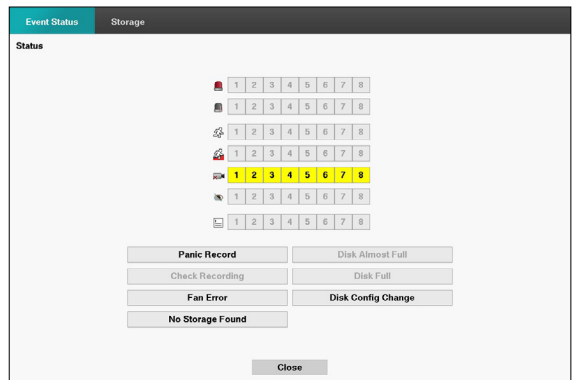 Event Status Storage
Status
1 2 3 4 5 6 7 8
1 2 3 4 5 6 7 8
1 2 3 4 5 6 7 8
1 2 3 4 5 6 7 8
1 2 3 4 5 6 7 8
1 2 3 4 5 6 7 8
1 2 3 4 5 6 7 8
Panic Record Disk Almost Full
Check Recording Disk Full
Fan Error Disk Config Change
No Storage Found
Close